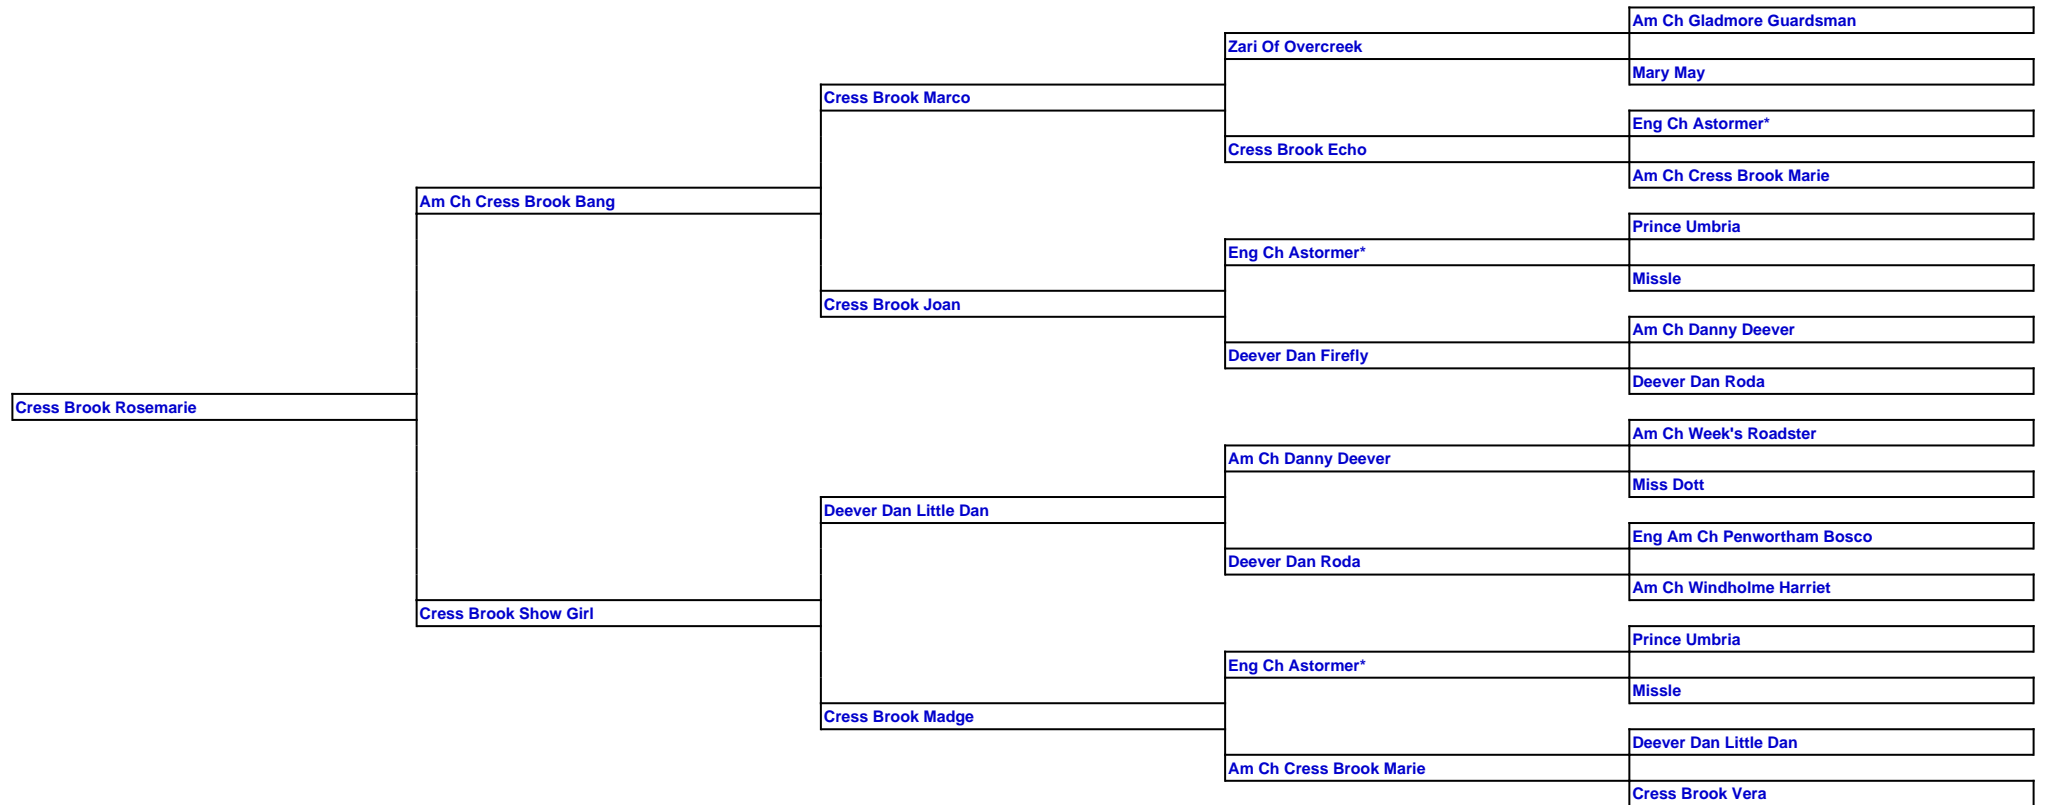 Am Ch Gladmore Guardsman
Zari Of Overcreek
Mary May
Cress Brook Marco
Eng Ch Astormer*
Cress Brook Echo
Am Ch Cress Brook Marie
Am Ch Cress Brook Bang
Prince Umbria
Eng Ch Astormer*
Missle
Cress Brook Joan
Am Ch Danny Deever
Deever Dan Firefly
Deever Dan Roda
Cress Brook Rosemarie
Am Ch Week's Roadster
Am Ch Danny Deever
Miss Dott
Deever Dan Little Dan
Eng Am Ch Penwortham Bosco
Deever Dan Roda
Am Ch Windholme Harriet
Cress Brook Show Girl
Prince Umbria
Eng Ch Astormer*
Missle
Cress Brook Madge
Deever Dan Little Dan
Am Ch Cress Brook Marie
Cress Brook Vera